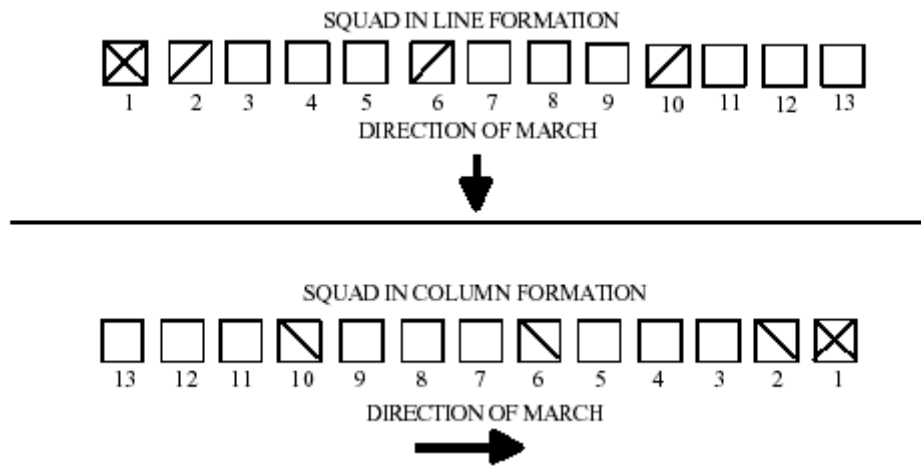 SQUAD IN LINE FORMATION
1 2 3 4 5 6 7 8 9 10 11 12 13
DIRECTION OF MARCH
SQUAD IN COLUMN FORMATION
13 12 11 10 9 8 7 6 5 4 3 2 1
DIRECTION OF MARCH